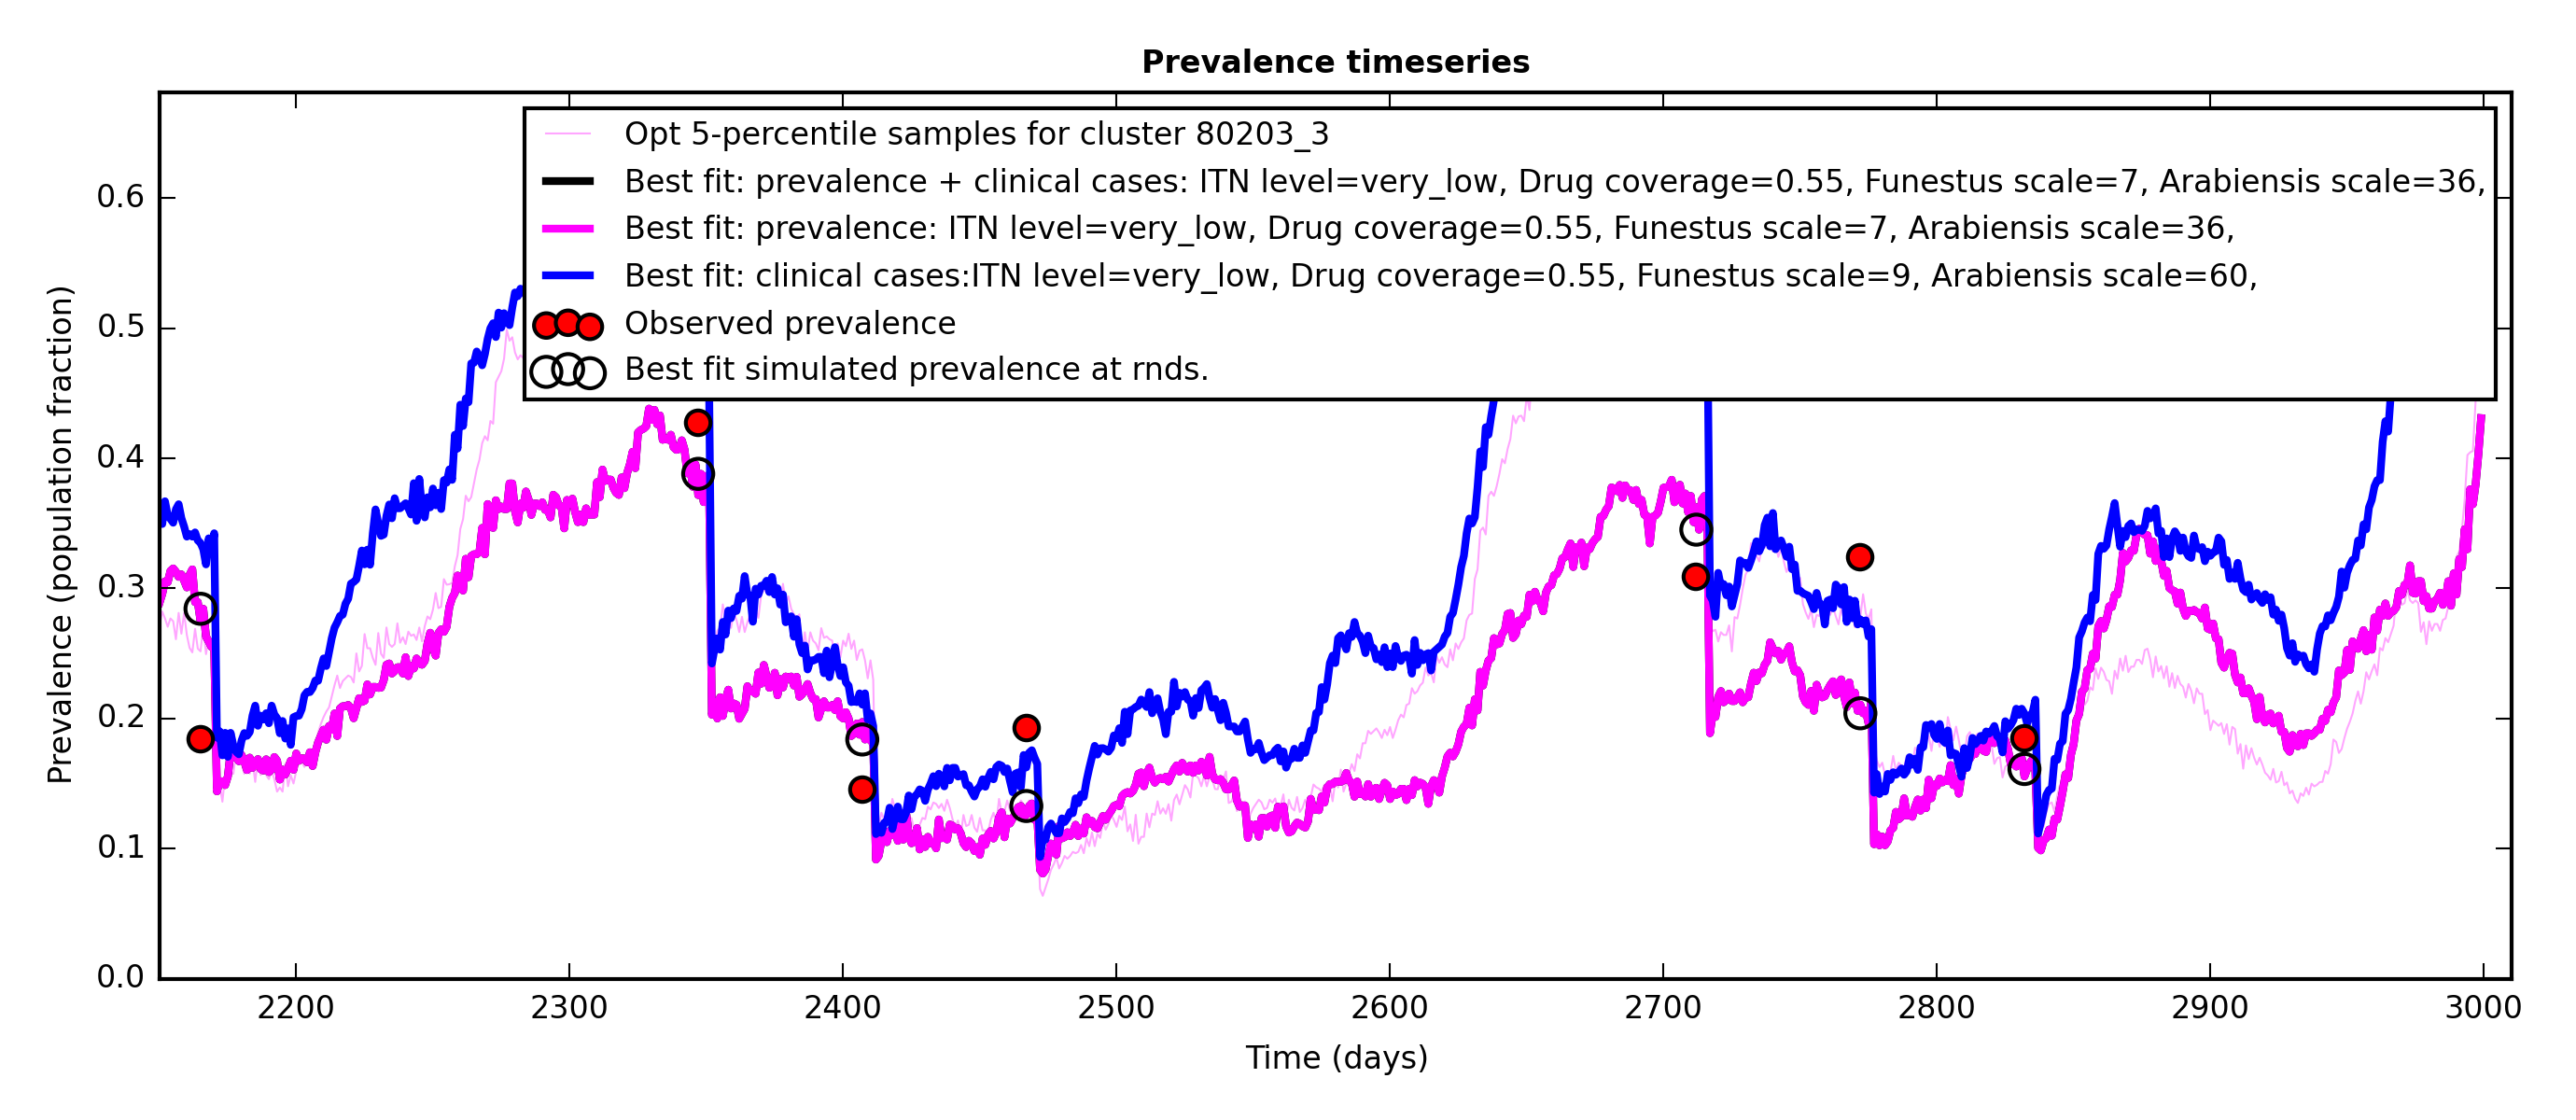 Prevalence timeseries
Opt 5-percentile samples for cluster 80203_3
Best fit: prevalence + clinical cases: ITN level=very_low, Drug coverage=0.55, Funestus scale=7, Arabiensis scale=36,
Best fit: prevalence: ITN level=very_low, Drug coverage=0.55, Funestus scale=7, Arabiensis scale=36,
Best fit: clinical cases:ITN level=very_low, Drug coverage=0.55, Funestus scale=9, Arabiensis scale=60,
Observed prevalence
Best fit simulated prevalence at rnds.
Prevalence (population fraction)
0.6
0.5
0.4
0.3
0.2
0.1
0.0
2200 2300 2400 2500 2600 2700 2800 2900 3000
Time (days)